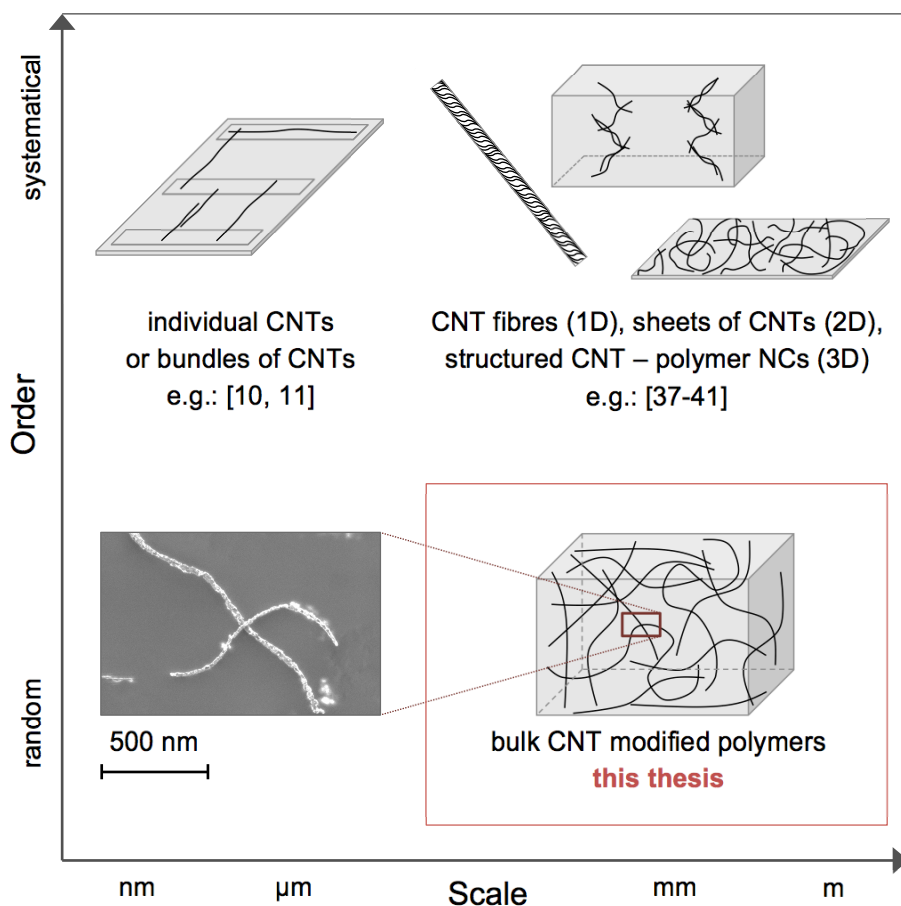 systematical
Order
random
individual CNTs
or bundles of CNTs
e.g.: [10, 11]
CNT fibres (1D), sheets of CNTs (2D),
structured CNT – polymer NCs (3D)
e.g.: [37-41]
500 nm
bulk CNT modified polymers
this thesis
nm
µm
Scale
mm
m